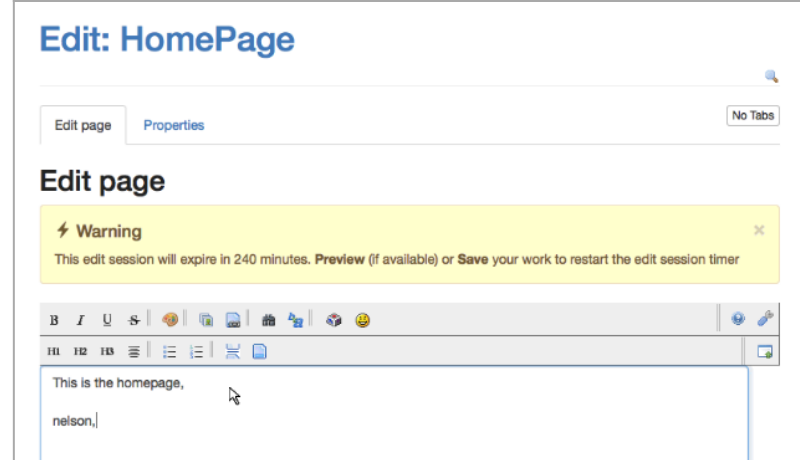 Edit: HomePage
Edit page Properties No Tabs
Edit page
Warning ×
This edit session will expire in 240 minutes. Preview (if available) or Save your work to restart the edit session timer
B I U S
H1 H2 H3
This is the homepage,
nelson,